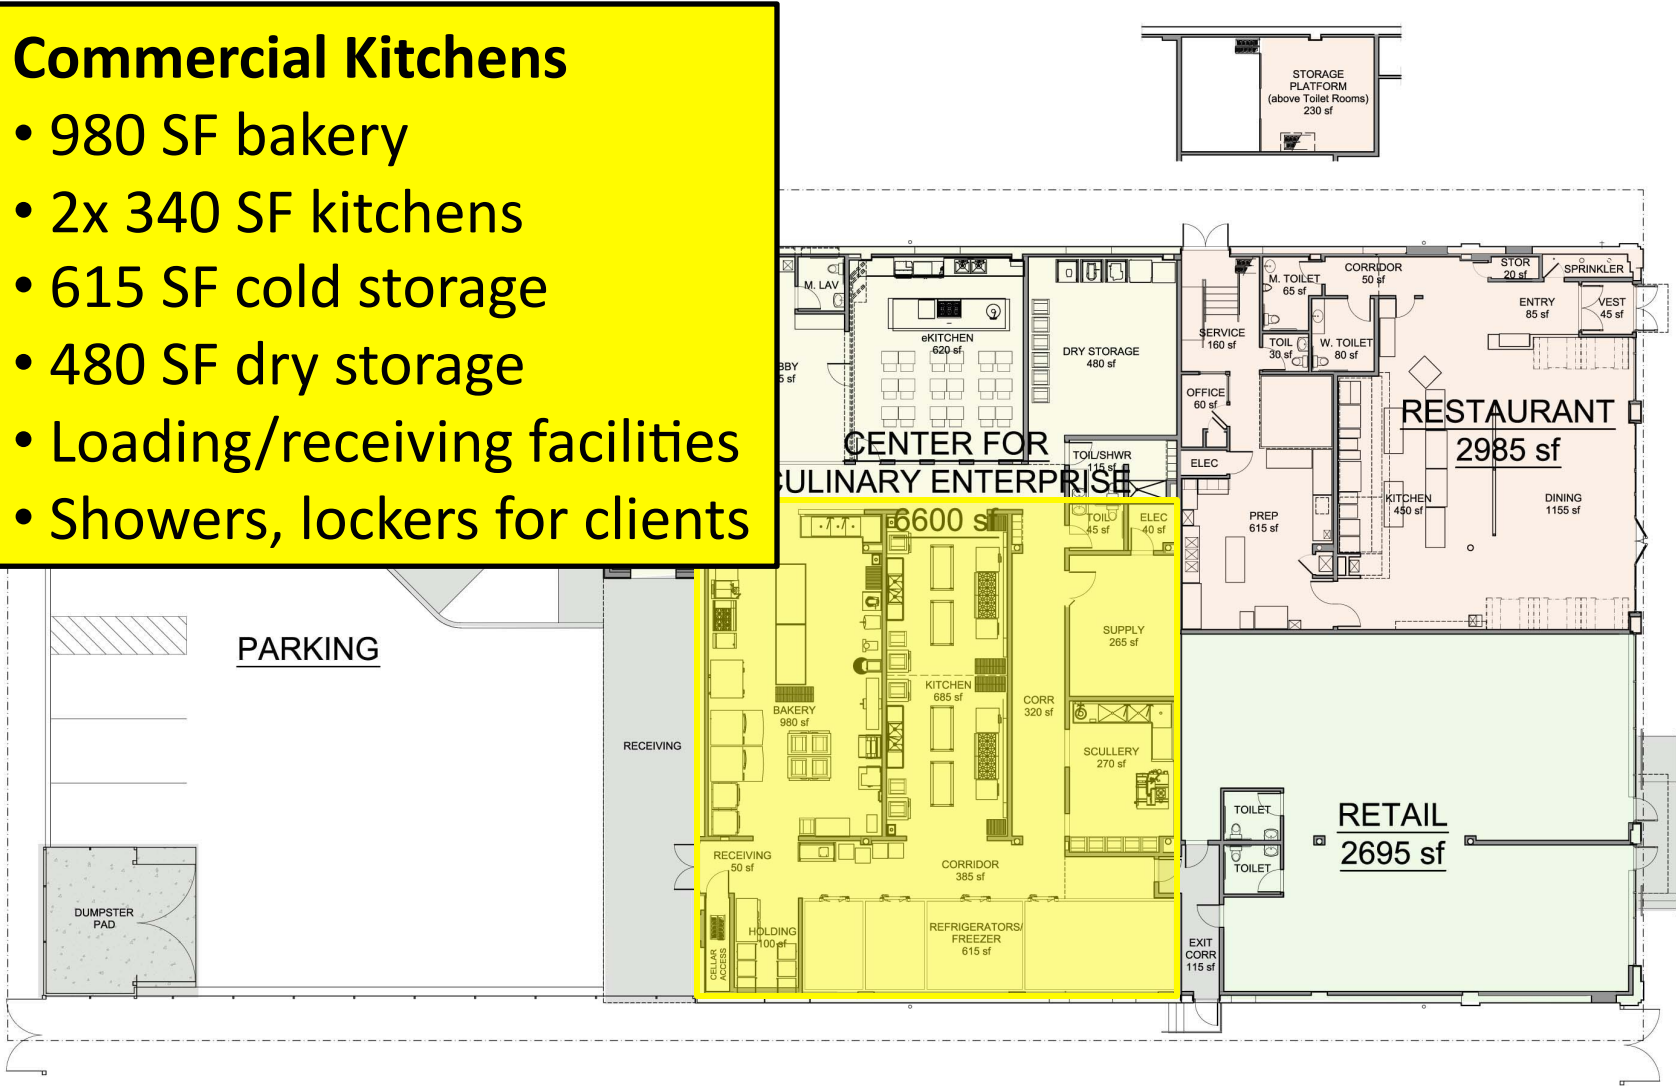 Commercial Kitchens
• 980 SF bakery
• 2x 340 SF kitchens
• 615 SF cold storage
• 480 SF dry storage
• Loading/receiving facilities
• Showers, lockers for clients
STORAGE
PLATFORM
(above Toilet Rooms)
230 sf
M. LAV
BBY
5 sf
eKITCHEN
620 sf
DRY STORAGE
480 sf
SERVICE
160 sf
M. TOILET
65 sf
CORRIDOR
50 sf
STOR
20 sf
SPRINKLER
ENTRY
85 sf
VEST
45 sf
TOIL
30 sf
W. TOILET
80 sf
OFFICE
60 sf
ELEC
RESTAURANT
2985 sf
PREP
615 sf
KITCHEN
450 sf
DINING
1155 sf
CENTER FOR
CULINARY ENTERPRISE
6600 sf
TOIL/SHWR
115 sf
TOIL
45 sf
ELEC
40 sf
SUPPLY
265 sf
PARKING
RECEIVING
BAKERY
980 sf
KITCHEN
685 sf
CORR
320 sf
SCULLERY
270 sf
RECEIVING
50 sf
CORRIDOR
385 sf
CELLAR
ACCESS
HOLDING
100 sf
REFRIGERATORS/
FREEZER
615 sf
DUMPSTER
PAD
TOILET
TOILET
RETAIL
2695 sf
EXIT
CORR
115 sf